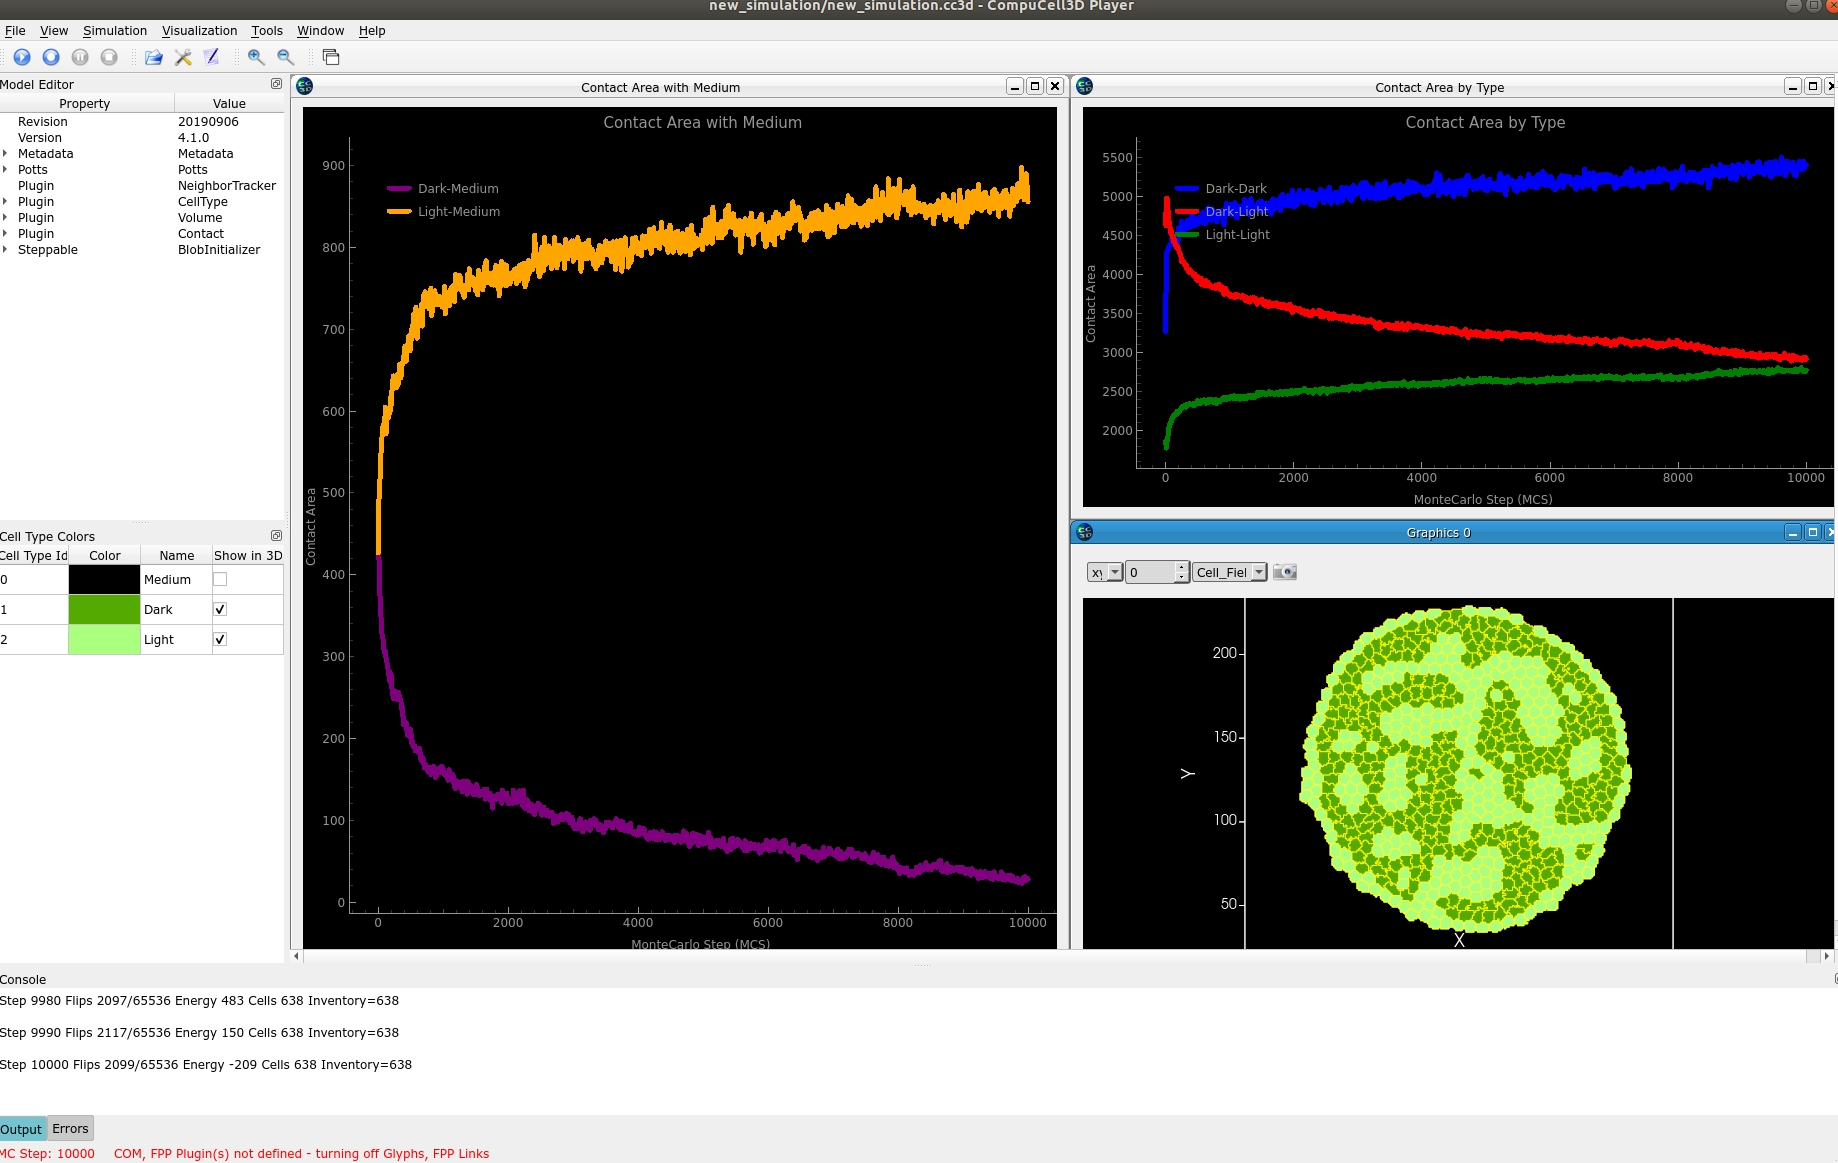 new_simulation/new_simulation.cc3d - CompuCell3D Player
File View Simulation Visualization Tools Window Help
Model Editor
Property Value
Revision 20190906
Version 4.1.0
Metadata Metadata
Potts Potts
Plugin NeighborTracker
Plugin CellType
Plugin Volume
Plugin Contact
Steppable BlobInitializer
Cell Type Colors
Cell Type Id Color Name Show in 3D
0 Medium
1 Dark
2 Light
Contact Area with Medium
Contact Area with Medium
Dark-Medium
Light-Medium
900
800
700
600
500
400
300
200
100
0
Contact Area
0 2000 4000 6000 8000 10000
MonteCarlo Step (MCS)
Contact Area by Type
Contact Area by Type
Dark-Dark
Dark-Light
Light-Light
5500
5000
4500
4000
3500
3000
2500
2000
Contact Area
0 2000 4000 6000 8000 10000
MonteCarlo Step (MCS)
Graphics 0
xy 0 Cell_Fiel
200
150
100
50
Y
X
Console
Step 9980 Flips 2097/65536 Energy 483 Cells 638 Inventory=638
Step 9990 Flips 2117/65536 Energy 150 Cells 638 Inventory=638
Step 10000 Flips 2099/65536 Energy -209 Cells 638 Inventory=638
Output Errors
MC Step: 10000 COM, FPP Plugin(s) not defined - turning off Glyphs, FPP Links